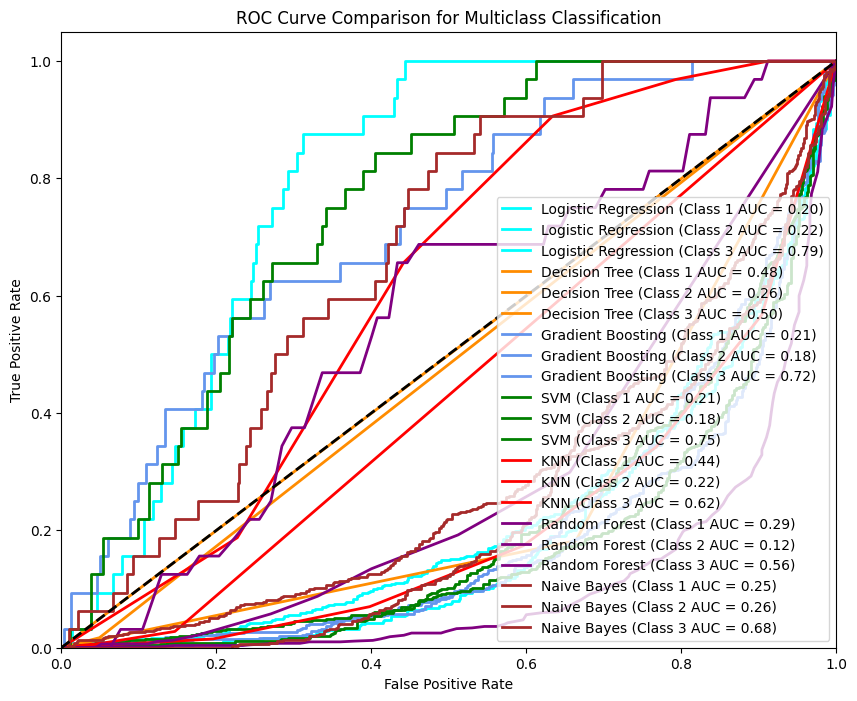 ROC Curve Comparison for Multiclass Classification
1.0
0.8
0.6
0.4
0.2
0.0
True Positive Rate
Logistic Regression (Class 1 AUC = 0.20)
Logistic Regression (Class 2 AUC = 0.22)
Logistic Regression (Class 3 AUC = 0.79)
Decision Tree (Class 1 AUC = 0.48)
Decision Tree (Class 2 AUC = 0.26)
Decision Tree (Class 3 AUC = 0.50)
Gradient Boosting (Class 1 AUC = 0.21)
Gradient Boosting (Class 2 AUC = 0.18)
Gradient Boosting (Class 3 AUC = 0.72)
SVM (Class 1 AUC = 0.21)
SVM (Class 2 AUC = 0.18)
SVM (Class 3 AUC = 0.75)
KNN (Class 1 AUC = 0.44)
KNN (Class 2 AUC = 0.22)
KNN (Class 3 AUC = 0.62)
Random Forest (Class 1 AUC = 0.29)
Random Forest (Class 2 AUC = 0.12)
Random Forest (Class 3 AUC = 0.56)
Naive Bayes (Class 1 AUC = 0.25)
Naive Bayes (Class 2 AUC = 0.26)
Naive Bayes (Class 3 AUC = 0.68)
0.0 0.2 0.4 0.6 0.8 1.0
False Positive Rate